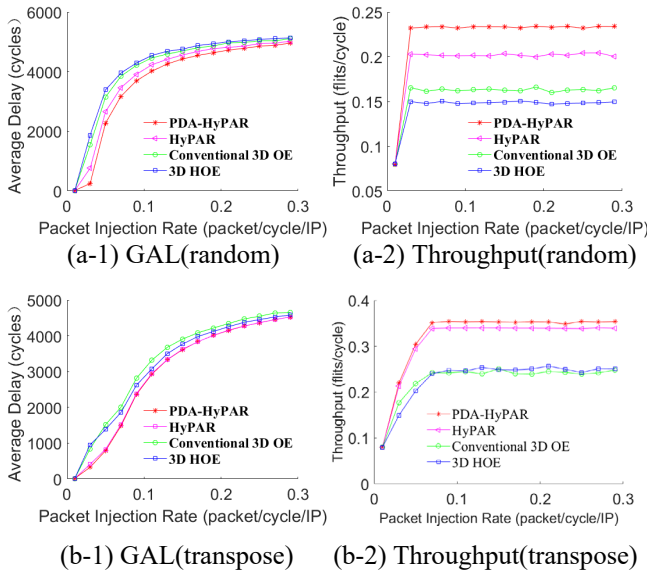 6000
4000
2000
0
Average Delay (cycles)
PDA-HyPAR
HyPAR
Conventional 3D OE
3D HOE
0 0.1 0.2 0.3
Packet Injection Rate (packet/cycle/IP)
(a-1) GAL(random)
0.25
0.2
0.15
0.1
0.05
Throughput (flits/cycle)
PDA-HyPAR
HyPAR
Conventional 3D OE
3D HOE
0 0.1 0.2 0.3
Packet Injection Rate (packet/cycle/IP)
(a-2) Throughput(random)
5000
4000
3000
2000
1000
0
Average Delay (cycles)
PDA-HyPAR
HyPAR
Conventional 3D OE
3D HOE
0 0.1 0.2 0.3
Packet Injection Rate (packet/cycle/IP)
(b-1) GAL(transpose)
0.4
0.3
0.2
0.1
0
Throughput (flits/cycle)
PDA-HyPAR
HyPAR
Conventional 3D OE
3D HOE
0 0.1 0.2 0.3
Packet Injection Rate (packet/cycle/IP)
(b-2) Throughput(transpose)